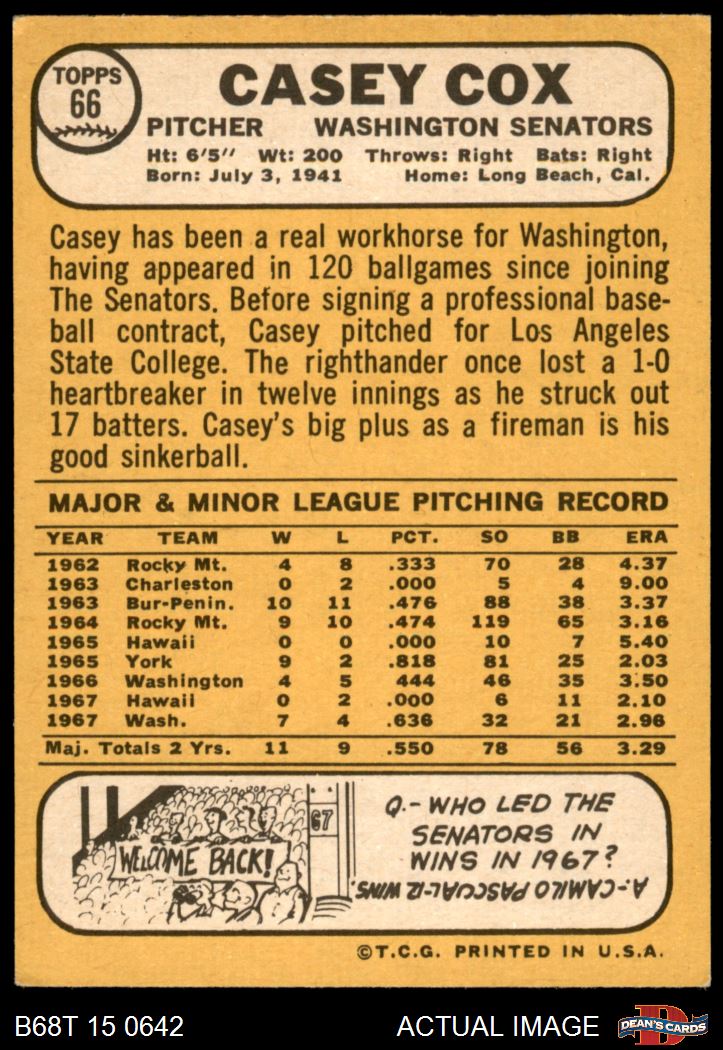 TOPPS
66
CASEY COX
PITCHER WASHINGTON SENATORS
Ht: 6'5" Wt: 200 Throws: Right Bats: Right
Born: July 3, 1941 Home: Long Beach, Cal.
Casey has been a real workhorse for Washington,
having appeared in 120 ballgames since joining
The Senators. Before signing a professional base-
ball contract, Casey pitched for Los Angeles
State College. The righthander once lost a 1-0
heartbreaker in twelve innings as he struck out
17 batters. Casey's big plus as a fireman is his
good sinkerball.
MAJOR & MINOR LEAGUE PITCHING RECORD
YEAR TEAM W L PCT. SO BB ERA
1962 Rocky Mt. 4 8 .333 70 28 4.37
1963 Charleston 0 2 .000 5 4 9.00
1963 Bur-Penin. 10 11 .476 88 38 3.37
1964 Rocky Mt. 9 10 .474 119 65 3.16
1965 Hawaii 0 0 .000 10 7 5.40
1965 York 9 2 .818 81 25 2.03
1966 Washington 4 5 444 46 35 3.50
1967 Hawaii 0 2 .000 6 11 2.10
1967 Wash. 7 4 .636 32 21 2.96
Maj. Totals 2 Yrs. 11 9 .550 78 56 3.29
67
WELCOME BACK!
Q.- WHO LED THE
SENATORS IN
WINS IN 1967?
A:- CAMILO PASCUAL-12 WINS.
©T.C.G. PRINTED IN U.S.A.
B68T 15 0642 ACTUAL IMAGE
D
DEAN'S CARDS